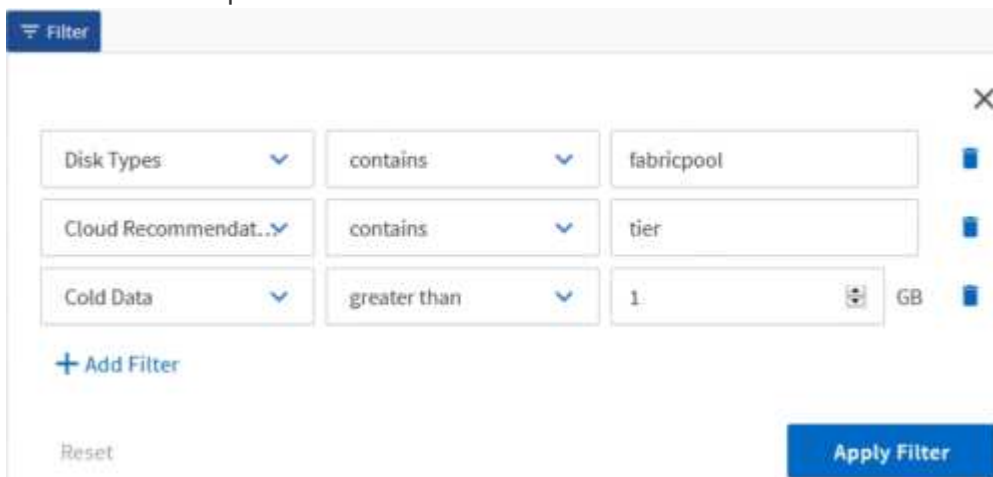 Filter
Disk Types contains fabricpool
Cloud Recommendat... contains tier
Cold Data greater than 1 GB
+ Add Filter
Reset Apply Filter